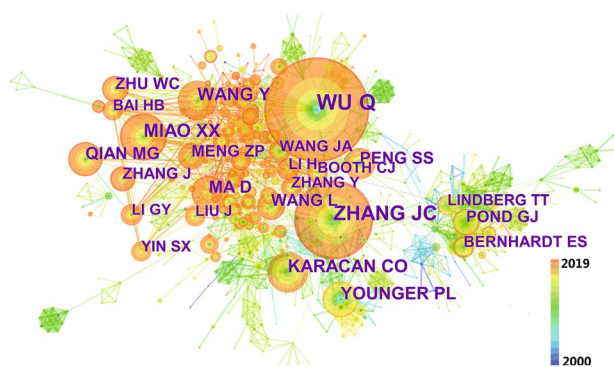 ZHU WC
BAI HB
WANG Y
WU Q
MIAO XX
QIAN MG
MENG ZP
WANG JA
LI H
BOOTH CJ
PENG SS
ZHANG J
ZHANG Y
MA D
WANG L
LI GY
LIU J
ZHANG JC
LINDBERG TT
POND GJ
BERNHARDT ES
YIN SX
KARACAN CO
YOUNGER PL
2019
2000